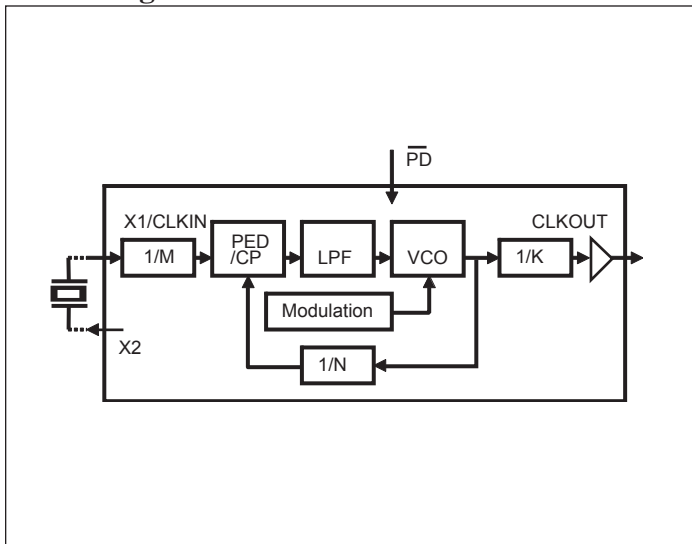 PD
X1/CLKIN
CLKOUT
1/M
PED
/CP
LPF
VCO
1/K
Modulation
X2
1/N